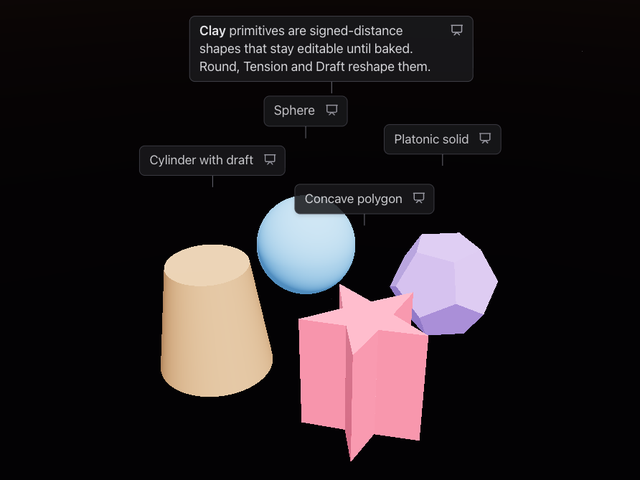 Clay primitives are signed-distance
shapes that stay editable until baked.
Round, Tension and Draft reshape them.
Sphere
Platonic solid
Cylinder with draft
Concave polygon